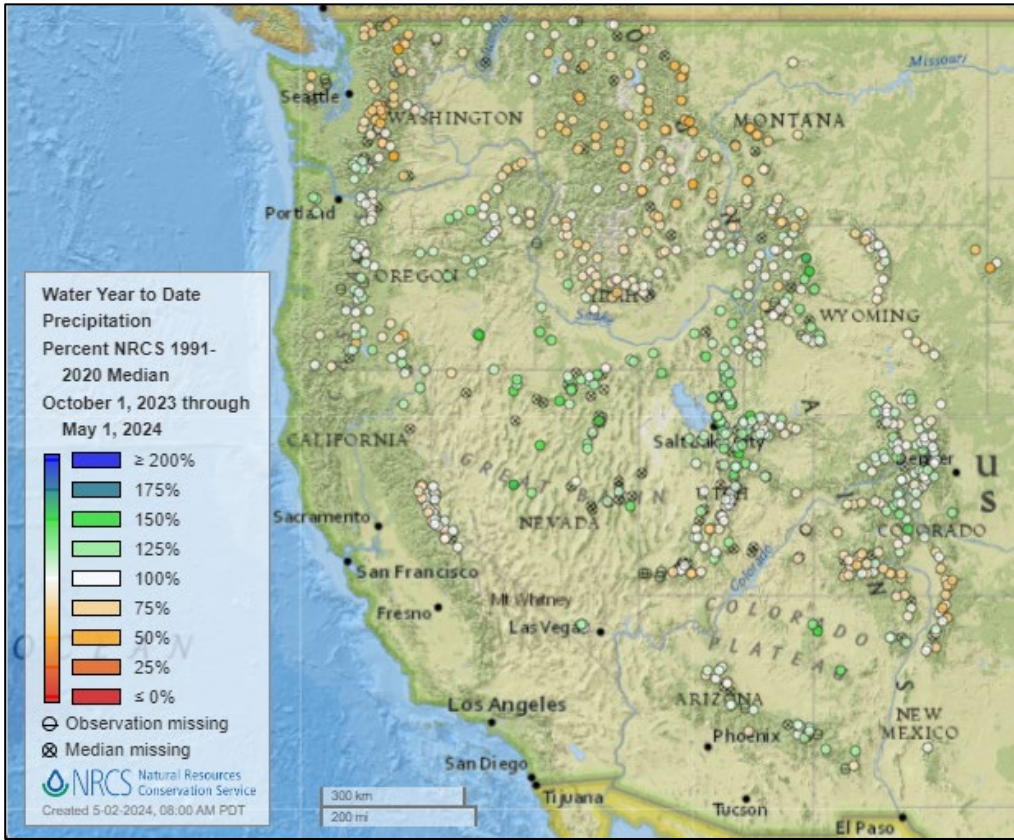 Missouri
Seattle
WASHINGTON
MONTANA
Portland
OREGON
IDAHO
Snake
WYOMING
CALIFORNIA
Salt Lake City
Denver
U
S
GREAT BASIN
UTAH
NEVADA
COLORADO
Sacramento
San Francisco
Colorado
Fresno
Mt Whitney
COLORADO
PLATEAU
Las Vegas
OCEAN
Los Angeles
ARIZONA
NEW
MEXICO
Phoenix
San Diego
Tijuana
Tucson
El Paso
Water Year to Date
Precipitation
Percent NRCS 1991-
2020 Median
October 1, 2023 through
May 1, 2024
≥ 200%
175%
150%
125%
100%
75%
50%
25%
≤ 0%
Observation missing
Median missing
NRCS Natural Resources
Conservation Service
Created 5-02-2024, 08:00 AM PDT
300 km
200 mi